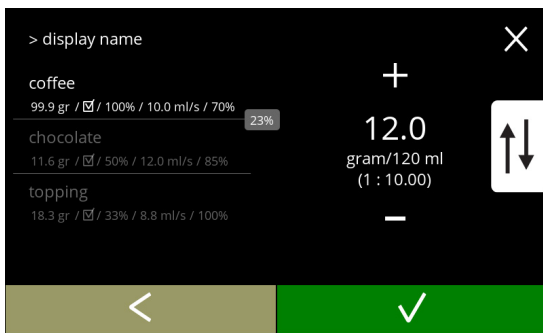 > display name
coffee
99.9 gr / ☑ / 100% / 10.0 ml/s / 70%
23%
chocolate
11.6 gr / ☑ / 50% / 12.0 ml/s / 85%
topping
18.3 gr / ☑ / 33% / 8.8 ml/s / 100%
+
12.0
gram/120 ml
(1 : 10.00)
−